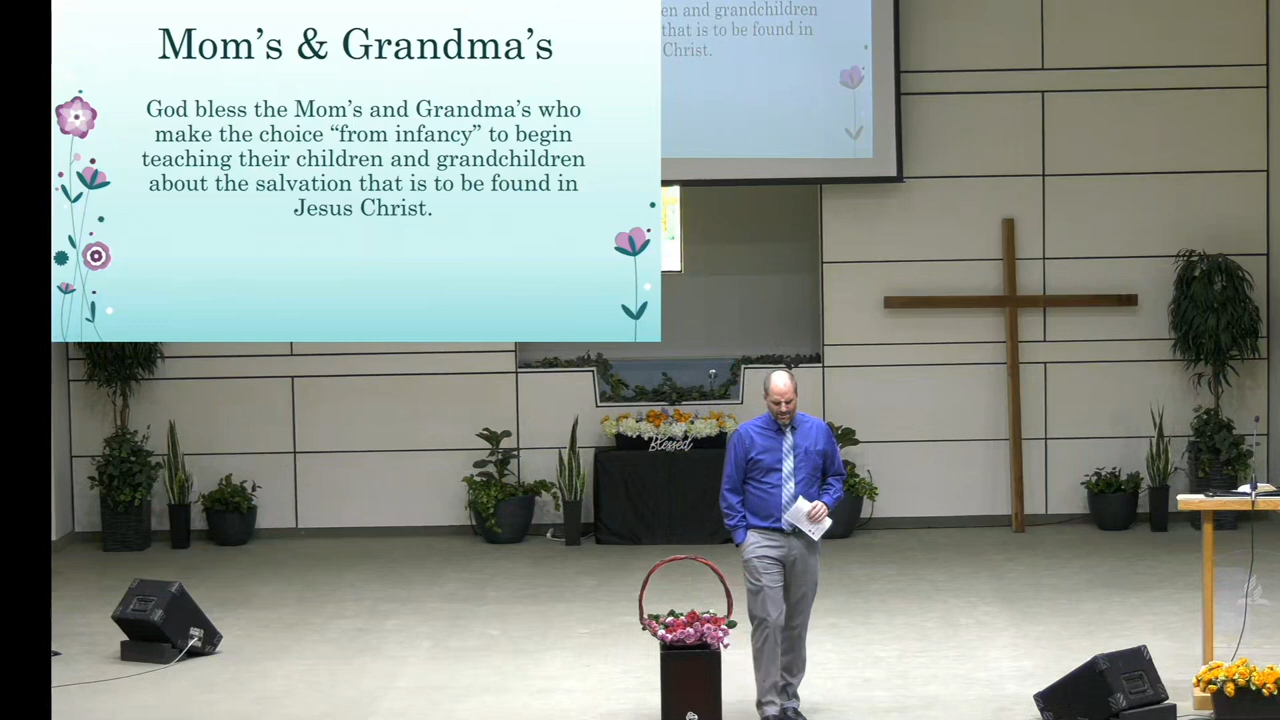 Mom's & Grandma's
God bless the Mom's and Grandma's who
make the choice “from infancy” to begin
teaching their children and grandchildren
about the salvation that is to be found in
Jesus Christ.
en and grandchildren
that is to be found in
Christ.
Blessed